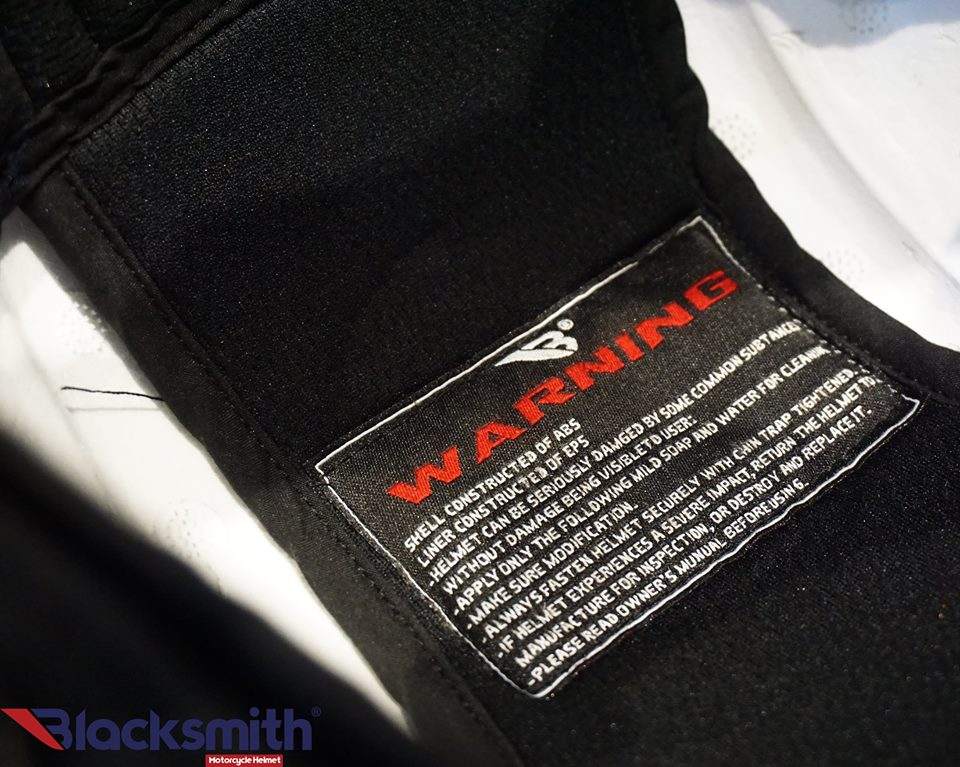 WARNING
SHELL CONSTRUCTED OF ABS
LINER CONSTRUCTED OF EPS
.HELMET CAN BE SERIOUSLY DAMGED BY SOME COMMON SUBTANCES
WITHOUT DAMAGE BEING VISIBLE TO USER:
.APPLY ONLY THE FOLLOWING MILD SOAP AND WATER FOR CLEANIN
.MAKE SURE MODIFICATION.
ALWAYS FASTEN HELMET SECURELY WITH CHIN TRAP TIGHTENED.
.IF HELMET EXPERIENCES A SEVERE IMPACT, RETURN THE HELMET TO
MANUFACTURE FOR INSPECTION, OR DESTROY AND REPLACE IT.
-PLEASE READ OWNER'S MUNUAL BEFORE USING.
Blacksmith®
Motorcycle Helmet